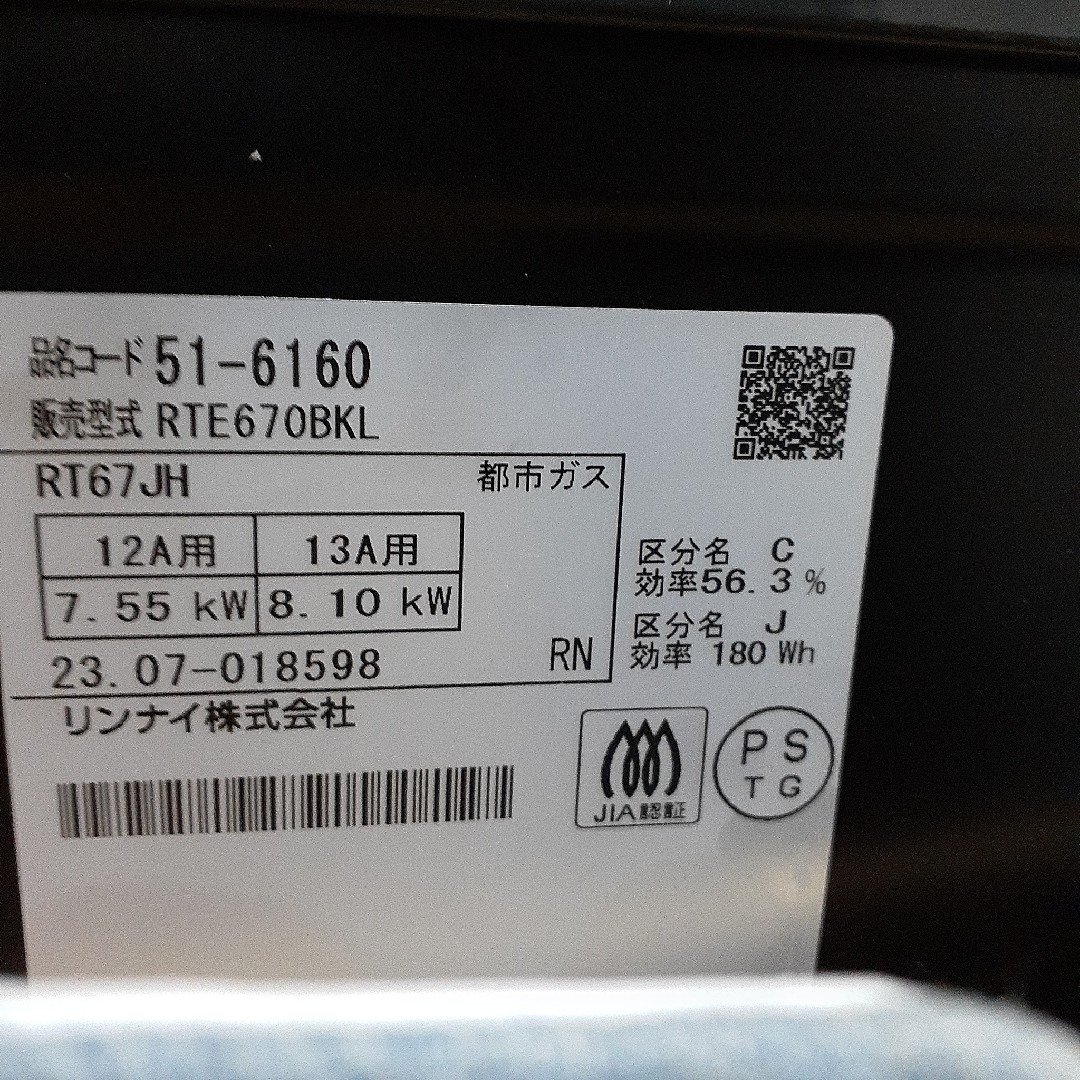 品名コード 51-6160
販売型式 RTE670BKL
RT67JH 都市ガス
12A用 13A用
7.55 kW 8.10 kW
23.07-018598 RN
リンナイ株式会社
区分名 C
効率56.3 %
区分名 J
効率 180 Wh
JIA認証
PS
TG